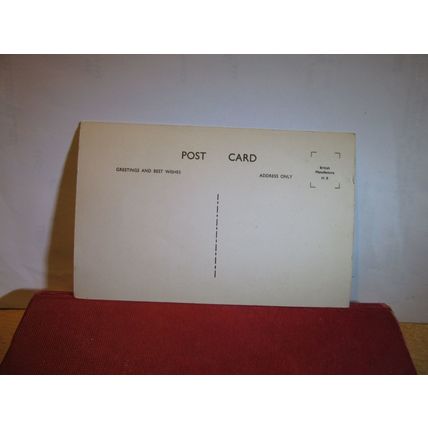 POST CARD
GREETINGS AND BEST WISHES
ADDRESS ONLY
British
Manufacture